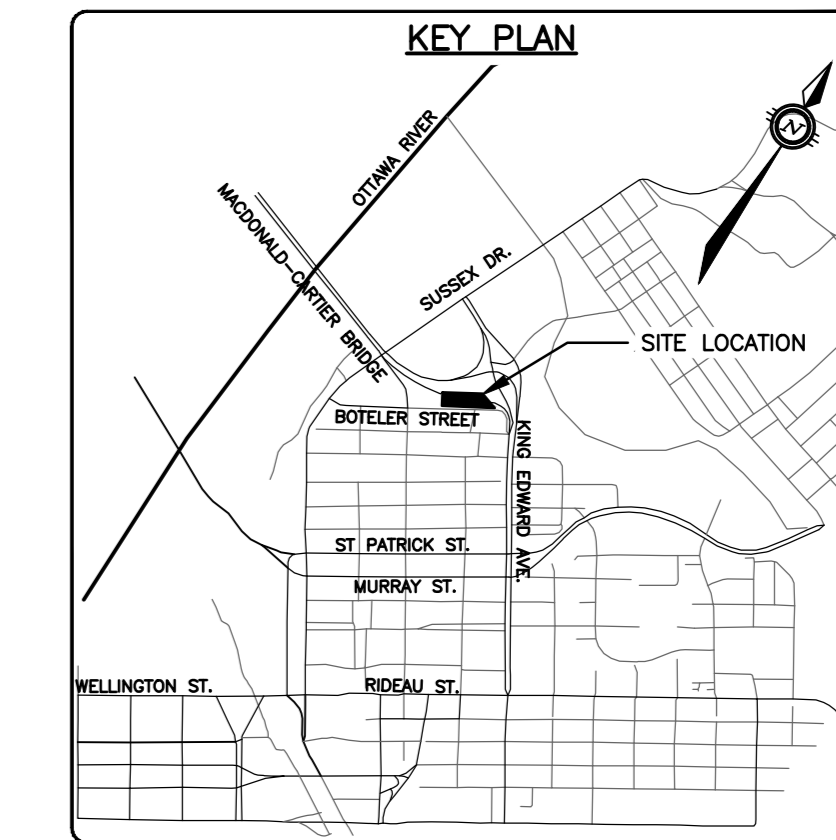 KEY PLAN
N
OTTAWA RIVER
MACDONALD-CARTIER BRIDGE
SUSSEX DR.
SITE LOCATION
BOTELER STREET
KING EDWARD AVE.
ST PATRICK ST.
MURRAY ST.
WELLINGTON ST.
RIDEAU ST.